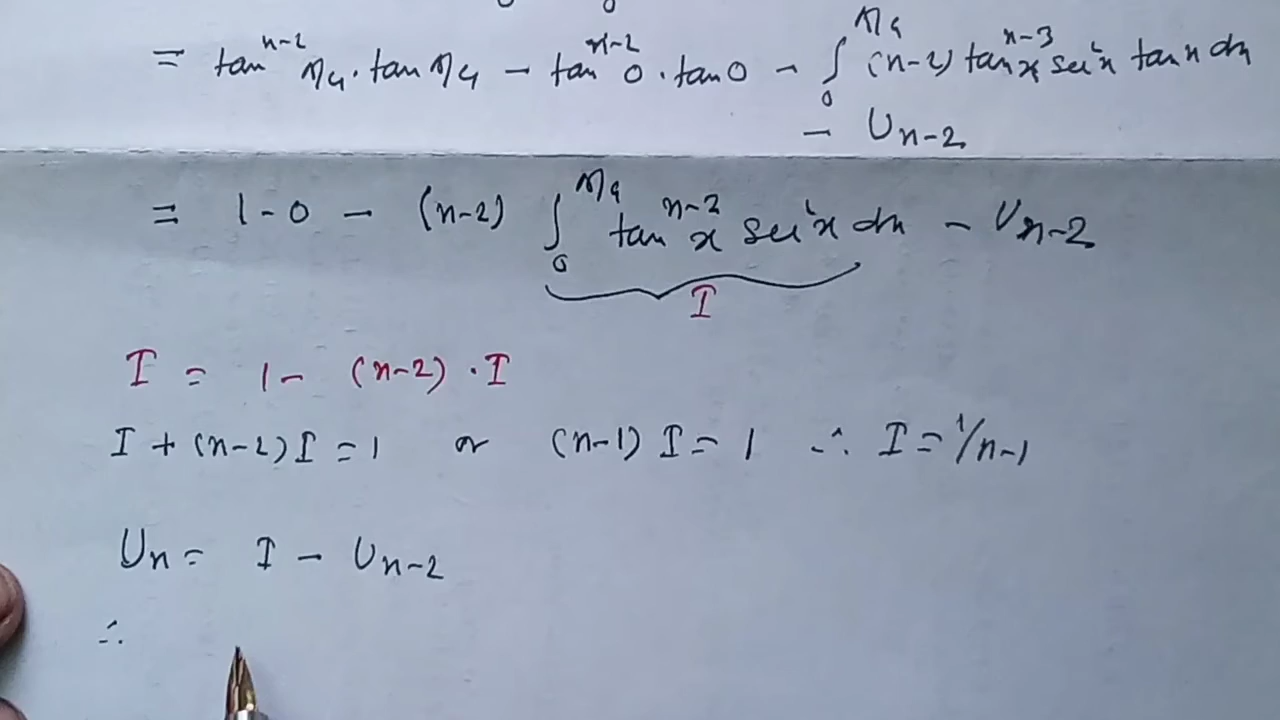 = tan^{n-2} π/4 · tan π/4 - tan^{n-2} 0 · tan 0 - ∫_0^{π/4} (n-2) tan^{n-3} x sec² x tan x dx
- U_{n-2}
= 1 - 0 - (n-2) ∫_0^{π/4} tan^{n-2} x sec² x dx - U_{n-2}
I
I = 1 - (n-2) · I
I + (n-2) I = 1 or (n-1) I = 1 ∴ I = 1/n-1
U_n = I - U_{n-2}
∴